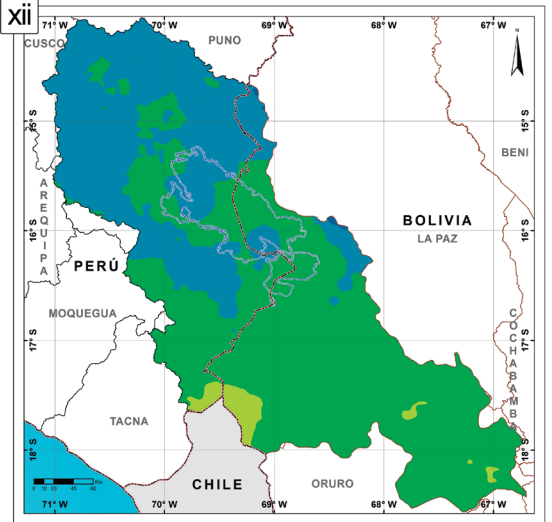 xii
71° W 70° W 69° W 68° W 67° W
CUSCO
PUNO
N
15° S 15° S
BENI
AREQUIPA
BOLIVIA
LA PAZ
16° S 16° S
PERÚ
MOQUEGUA
COCHABAMBA
17° S 17° S
TACNA
18° S 18° S
0 10 20 40 60 Km
CHILE
ORURO
71° W 70° W 69° W 68° W 67° W